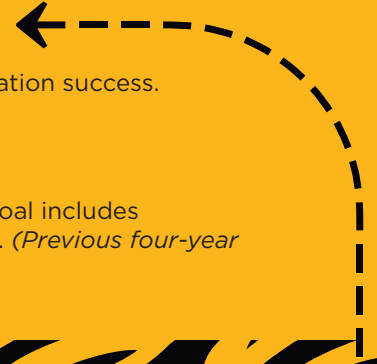 ation success.
oal includes
. (Previous four-year